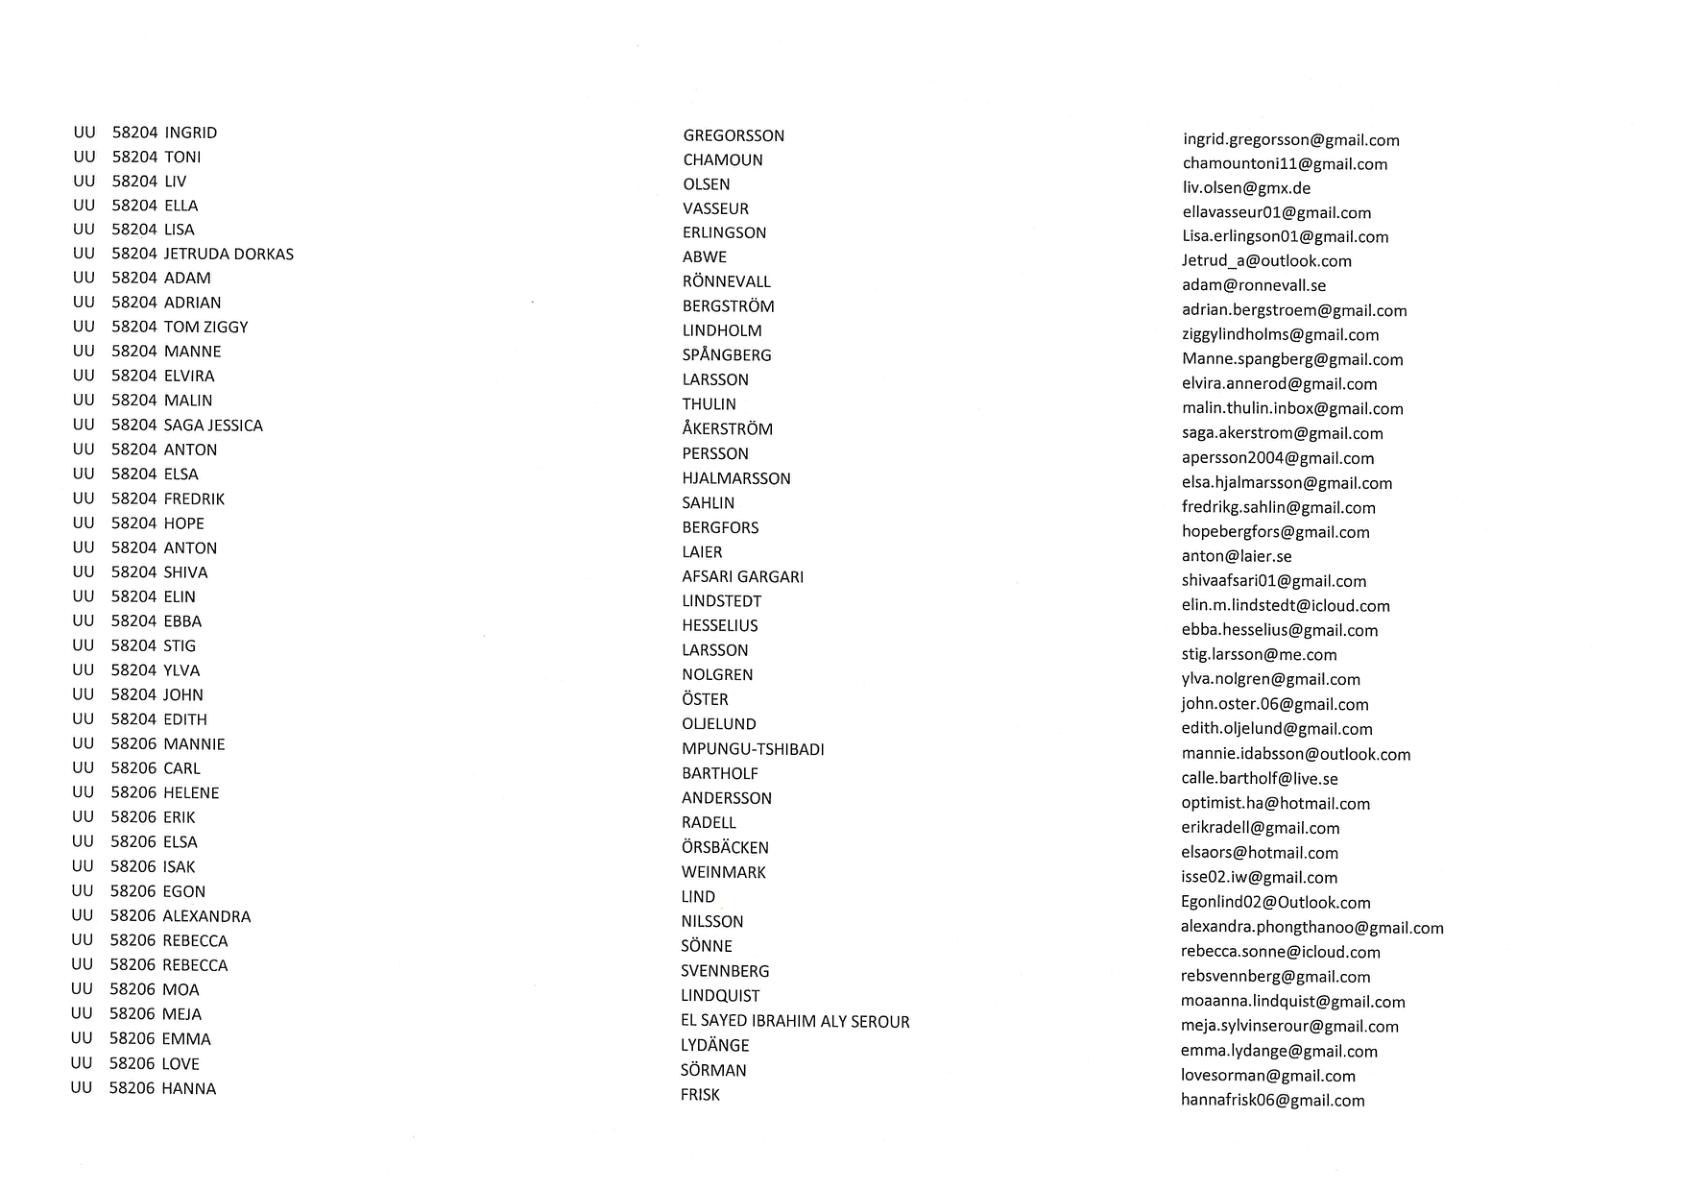 UU 58204 INGRID GREGORSSON ingrid.gregorsson@gmail.com
UU 58204 TONI CHAMOUN chamountoni11@gmail.com
UU 58204 LIV OLSEN liv.olsen@gmx.de
UU 58204 ELLA VASSEUR ellavasseur01@gmail.com
UU 58204 LISA ERLINGSON Lisa.erlingson01@gmail.com
UU 58204 JETRUDA DORKAS ABWE Jetrud_a@outlook.com
UU 58204 ADAM RÖNNEVALL adam@ronnevall.se
UU 58204 ADRIAN BERGSTRÖM adrian.bergstroem@gmail.com
UU 58204 TOM ZIGGY LINDHOLM ziggylindholms@gmail.com
UU 58204 MANNE SPÅNGBERG Manne.spangberg@gmail.com
UU 58204 ELVIRA LARSSON elvira.annerod@gmail.com
UU 58204 MALIN THULIN malin.thulin.inbox@gmail.com
UU 58204 SAGA JESSICA ÅKERSTRÖM saga.akerstrom@gmail.com
UU 58204 ANTON PERSSON apersson2004@gmail.com
UU 58204 ELSA HJALMARSSON elsa.hjalmarsson@gmail.com
UU 58204 FREDRIK SAHLIN fredrikg.sahlin@gmail.com
UU 58204 HOPE BERGFORS hopebergfors@gmail.com
UU 58204 ANTON LAIER anton@laier.se
UU 58204 SHIVA AFSARI GARGARI shivaafsari01@gmail.com
UU 58204 ELIN LINDSTEDT elin.m.lindstedt@icloud.com
UU 58204 EBBA HESSELIUS ebba.hesselius@gmail.com
UU 58204 STIG LARSSON stig.larsson@me.com
UU 58204 YLVA NOLGREN ylva.nolgren@gmail.com
UU 58204 JOHN ÖSTER john.oster.06@gmail.com
UU 58204 EDITH OLJELUND edith.oljelund@gmail.com
UU 58206 MANNIE MPUNGU-TSHIBADI mannie.idabsson@outlook.com
UU 58206 CARL BARTHOLF calle.bartholf@live.se
UU 58206 HELENE ANDERSSON optimist.ha@hotmail.com
UU 58206 ERIK RADELL erikradell@gmail.com
UU 58206 ELSA ÖRSBÄCKEN elsaors@hotmail.com
UU 58206 ISAK WEINMARK isse02.iw@gmail.com
UU 58206 EGON LIND Egonlind02@Outlook.com
UU 58206 ALEXANDRA NILSSON alexandra.phongthanoo@gmail.com
UU 58206 REBECCA SÖNNE rebecca.sonne@icloud.com
UU 58206 REBECCA SVENNBERG rebsvennberg@gmail.com
UU 58206 MOA LINDQUIST moaanna.lindquist@gmail.com
UU 58206 MEJA EL SAYED IBRAHIM ALY SEROUR meja.sylvinserour@gmail.com
UU 58206 EMMA LYDÄNGE emma.lydange@gmail.com
UU 58206 LOVE SÖRMAN lovesorman@gmail.com
UU 58206 HANNA FRISK hannafrisk06@gmail.com